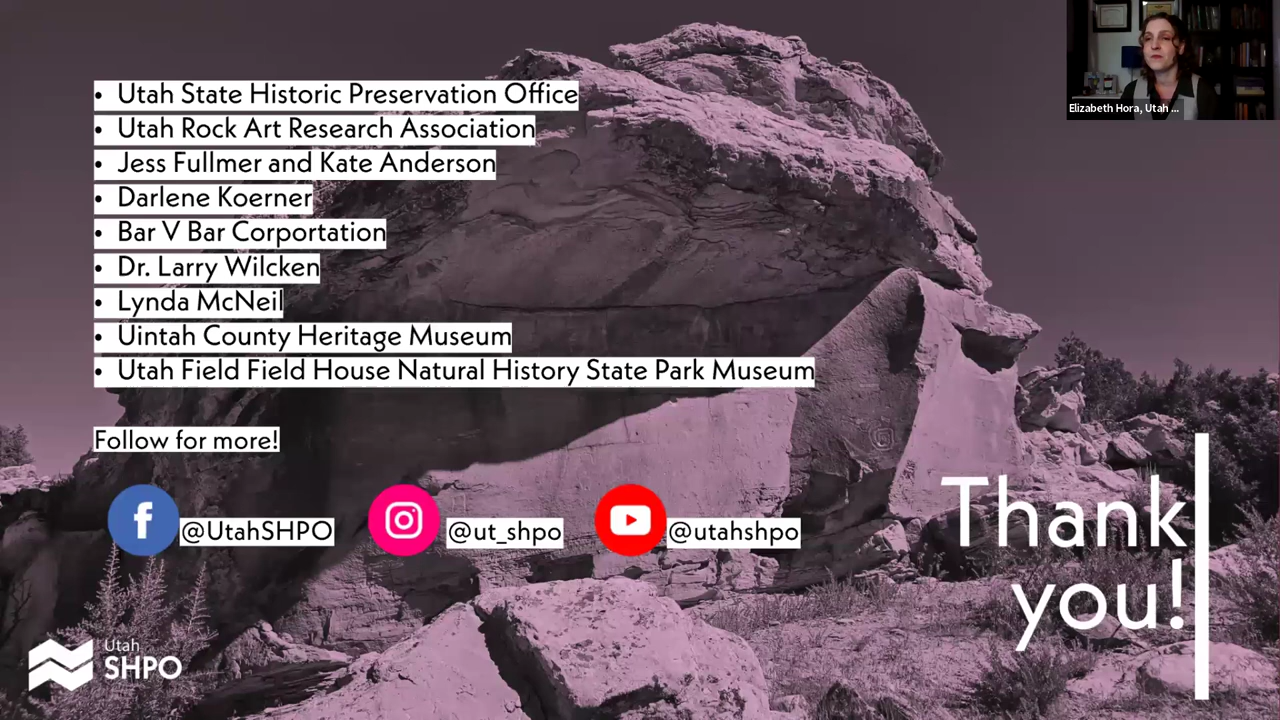 • Utah State Historic Preservation Office
• Utah Rock Art Research Association
• Jess Fullmer and Kate Anderson
• Darlene Koerner
• Bar V Bar Corportation
• Dr. Larry Wilcken
• Lynda McNeil
• Uintah County Heritage Museum
• Utah Field Field House Natural History State Park Museum
Follow for more!
@UtahSHPO
@ut_shpo
@utahshpo
Thank
you!
Utah
SHPO
Elizabeth Hora, Utah ...